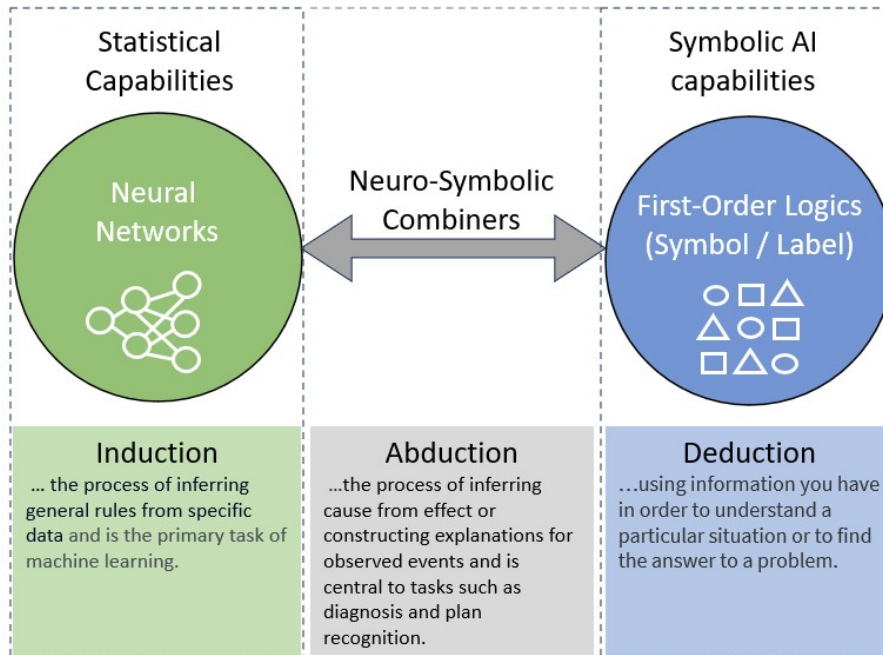 Statistical
Capabilities
Symbolic AI
capabilities
Neural
Networks
Neuro-Symbolic
Combiners
First-Order Logics
(Symbol / Label)
Induction
... the process of inferring
general rules from specific
data and is the primary task of
machine learning.
Abduction
...the process of inferring
cause from effect or
constructing explanations for
observed events and is
central to tasks such as
diagnosis and plan
recognition.
Deduction
...using information you have
in order to understand a
particular situation or to find
the answer to a problem.